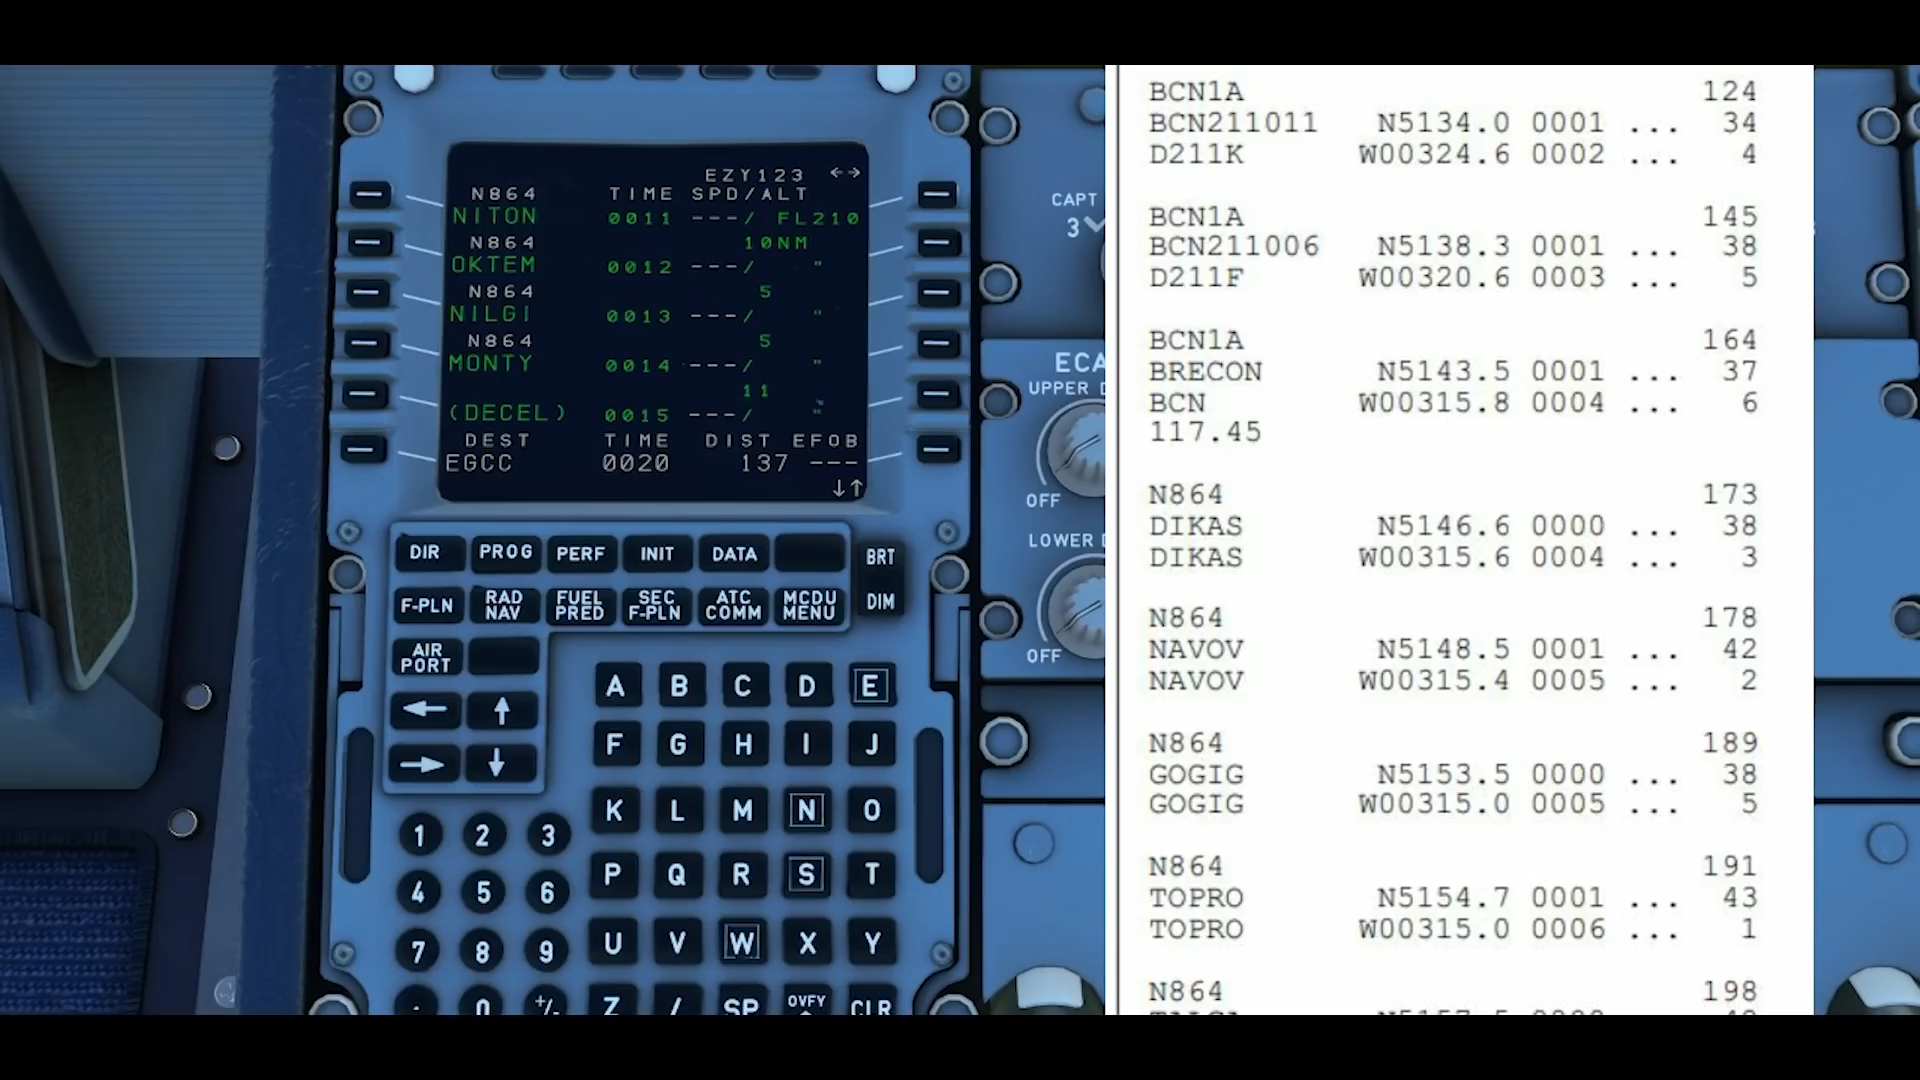 EZY123 ←→
N864 TIME SPD/ALT
NITON 0011 ---/ FL210
N864 10NM
OKTEM 0012 ---/ "
N864 5
NILGI 0013 ---/ "
N864 5
MONTY 0014 ---/ "
11
(DECEL) 0015 ---/ "
DEST TIME DIST EFOB
EGCC 0020 137 ---
↓↑
DIR PROG PERF INIT DATA
BRT
F-PLN RAD NAV FUEL PRED SEC F-PLN ATC COMM MCDU MENU
DIM
AIR PORT
← ↑
→ ↓
A B C D E
F G H I J
K L M N O
P Q R S T
U V W X Y
Z / SP OVFY CLR
1 2 3
4 5 6
7 8 9
. 0 +/-
CAPT
3
ECA
UPPER D
OFF
LOWER
OFF
BCN1A 124
BCN211011 N5134.0 0001 ... 34
D211K W00324.6 0002 ... 4
BCN1A 145
BCN211006 N5138.3 0001 ... 38
D211F W00320.6 0003 ... 5
BCN1A 164
BRECON N5143.5 0001 ... 37
BCN W00315.8 0004 ... 6
117.45
N864 173
DIKAS N5146.6 0000 ... 38
DIKAS W00315.6 0004 ... 3
N864 178
NAVOV N5148.5 0001 ... 42
NAVOV W00315.4 0005 ... 2
N864 189
GOGIG N5153.5 0000 ... 38
GOGIG W00315.0 0005 ... 5
N864 191
TOPRO N5154.7 0001 ... 43
TOPRO W00315.0 0006 ... 1
N864 198